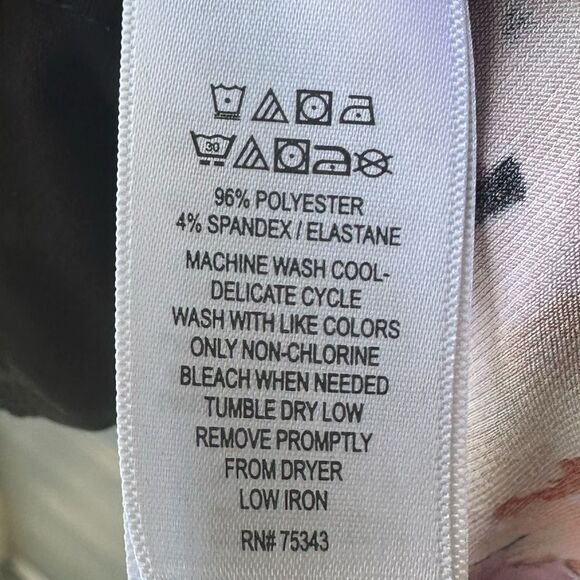 30
96% POLYESTER
4% SPANDEX / ELASTANE
MACHINE WASH COOL-
DELICATE CYCLE
WASH WITH LIKE COLORS
ONLY NON-CHLORINE
BLEACH WHEN NEEDED
TUMBLE DRY LOW
REMOVE PROMPTLY
FROM DRYER
LOW IRON
RN# 75343